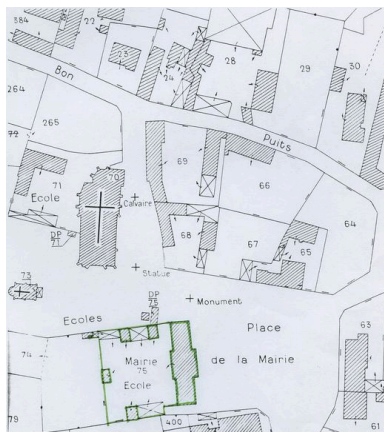 384
22
23
24
28
29
30
Bon
264
265
Puits
69
66
79
71
70
Ecole
Calvaire
64
68
67
65
DP
Statue
73
Monument
DP
75
Ecoles
Place
63
Mairie
de la Mairie
74
75
Ecole
79
400
61